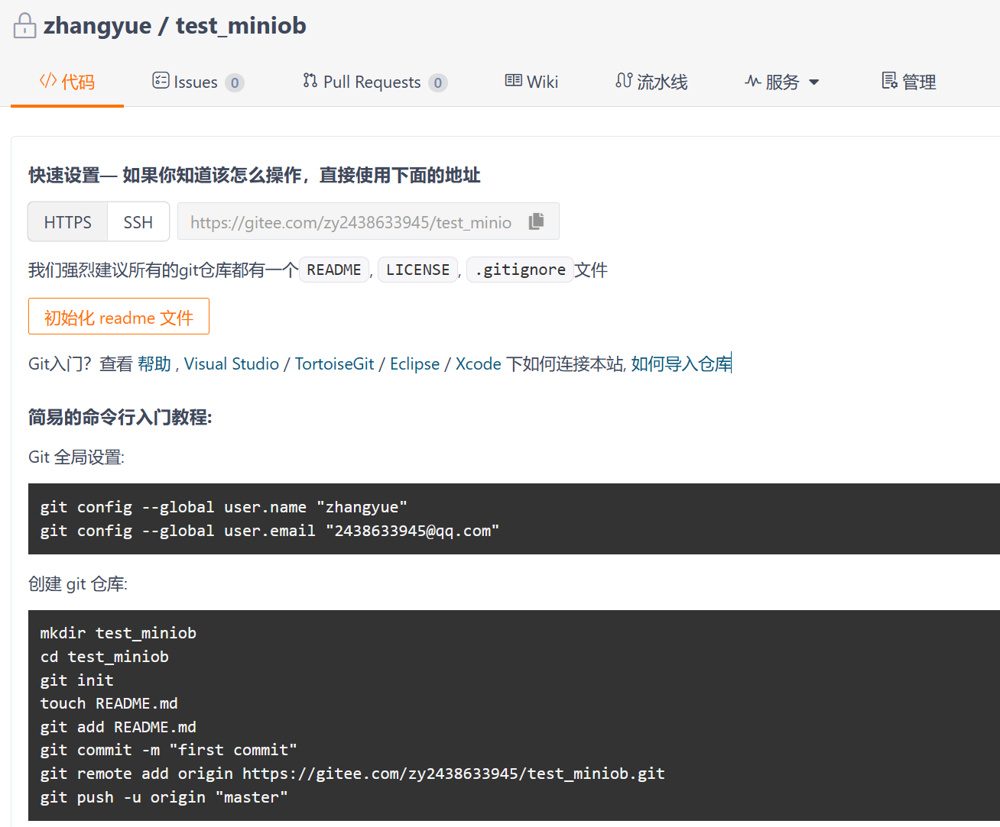 zhangyue / test_miniob
代码 Issues 0 Pull Requests 0 Wiki 流水线 服务 管理
快速设置— 如果你知道该怎么操作，直接使用下面的地址
HTTPS SSH https://gitee.com/zy2438633945/test_minio
我们强烈建议所有的git仓库都有一个 README , LICENSE , .gitignore 文件
初始化 readme 文件
Git入门？查看 帮助 , Visual Studio / TortoiseGit / Eclipse / Xcode 下如何连接本站, 如何导入仓库
简易的命令行入门教程:
Git 全局设置:
git config --global user.name "zhangyue"
git config --global user.email "2438633945@qq.com"
创建 git 仓库:
mkdir test_miniob
cd test_miniob
git init
touch README.md
git add README.md
git commit -m "first commit"
git remote add origin https://gitee.com/zy2438633945/test_miniob.git
git push -u origin "master"